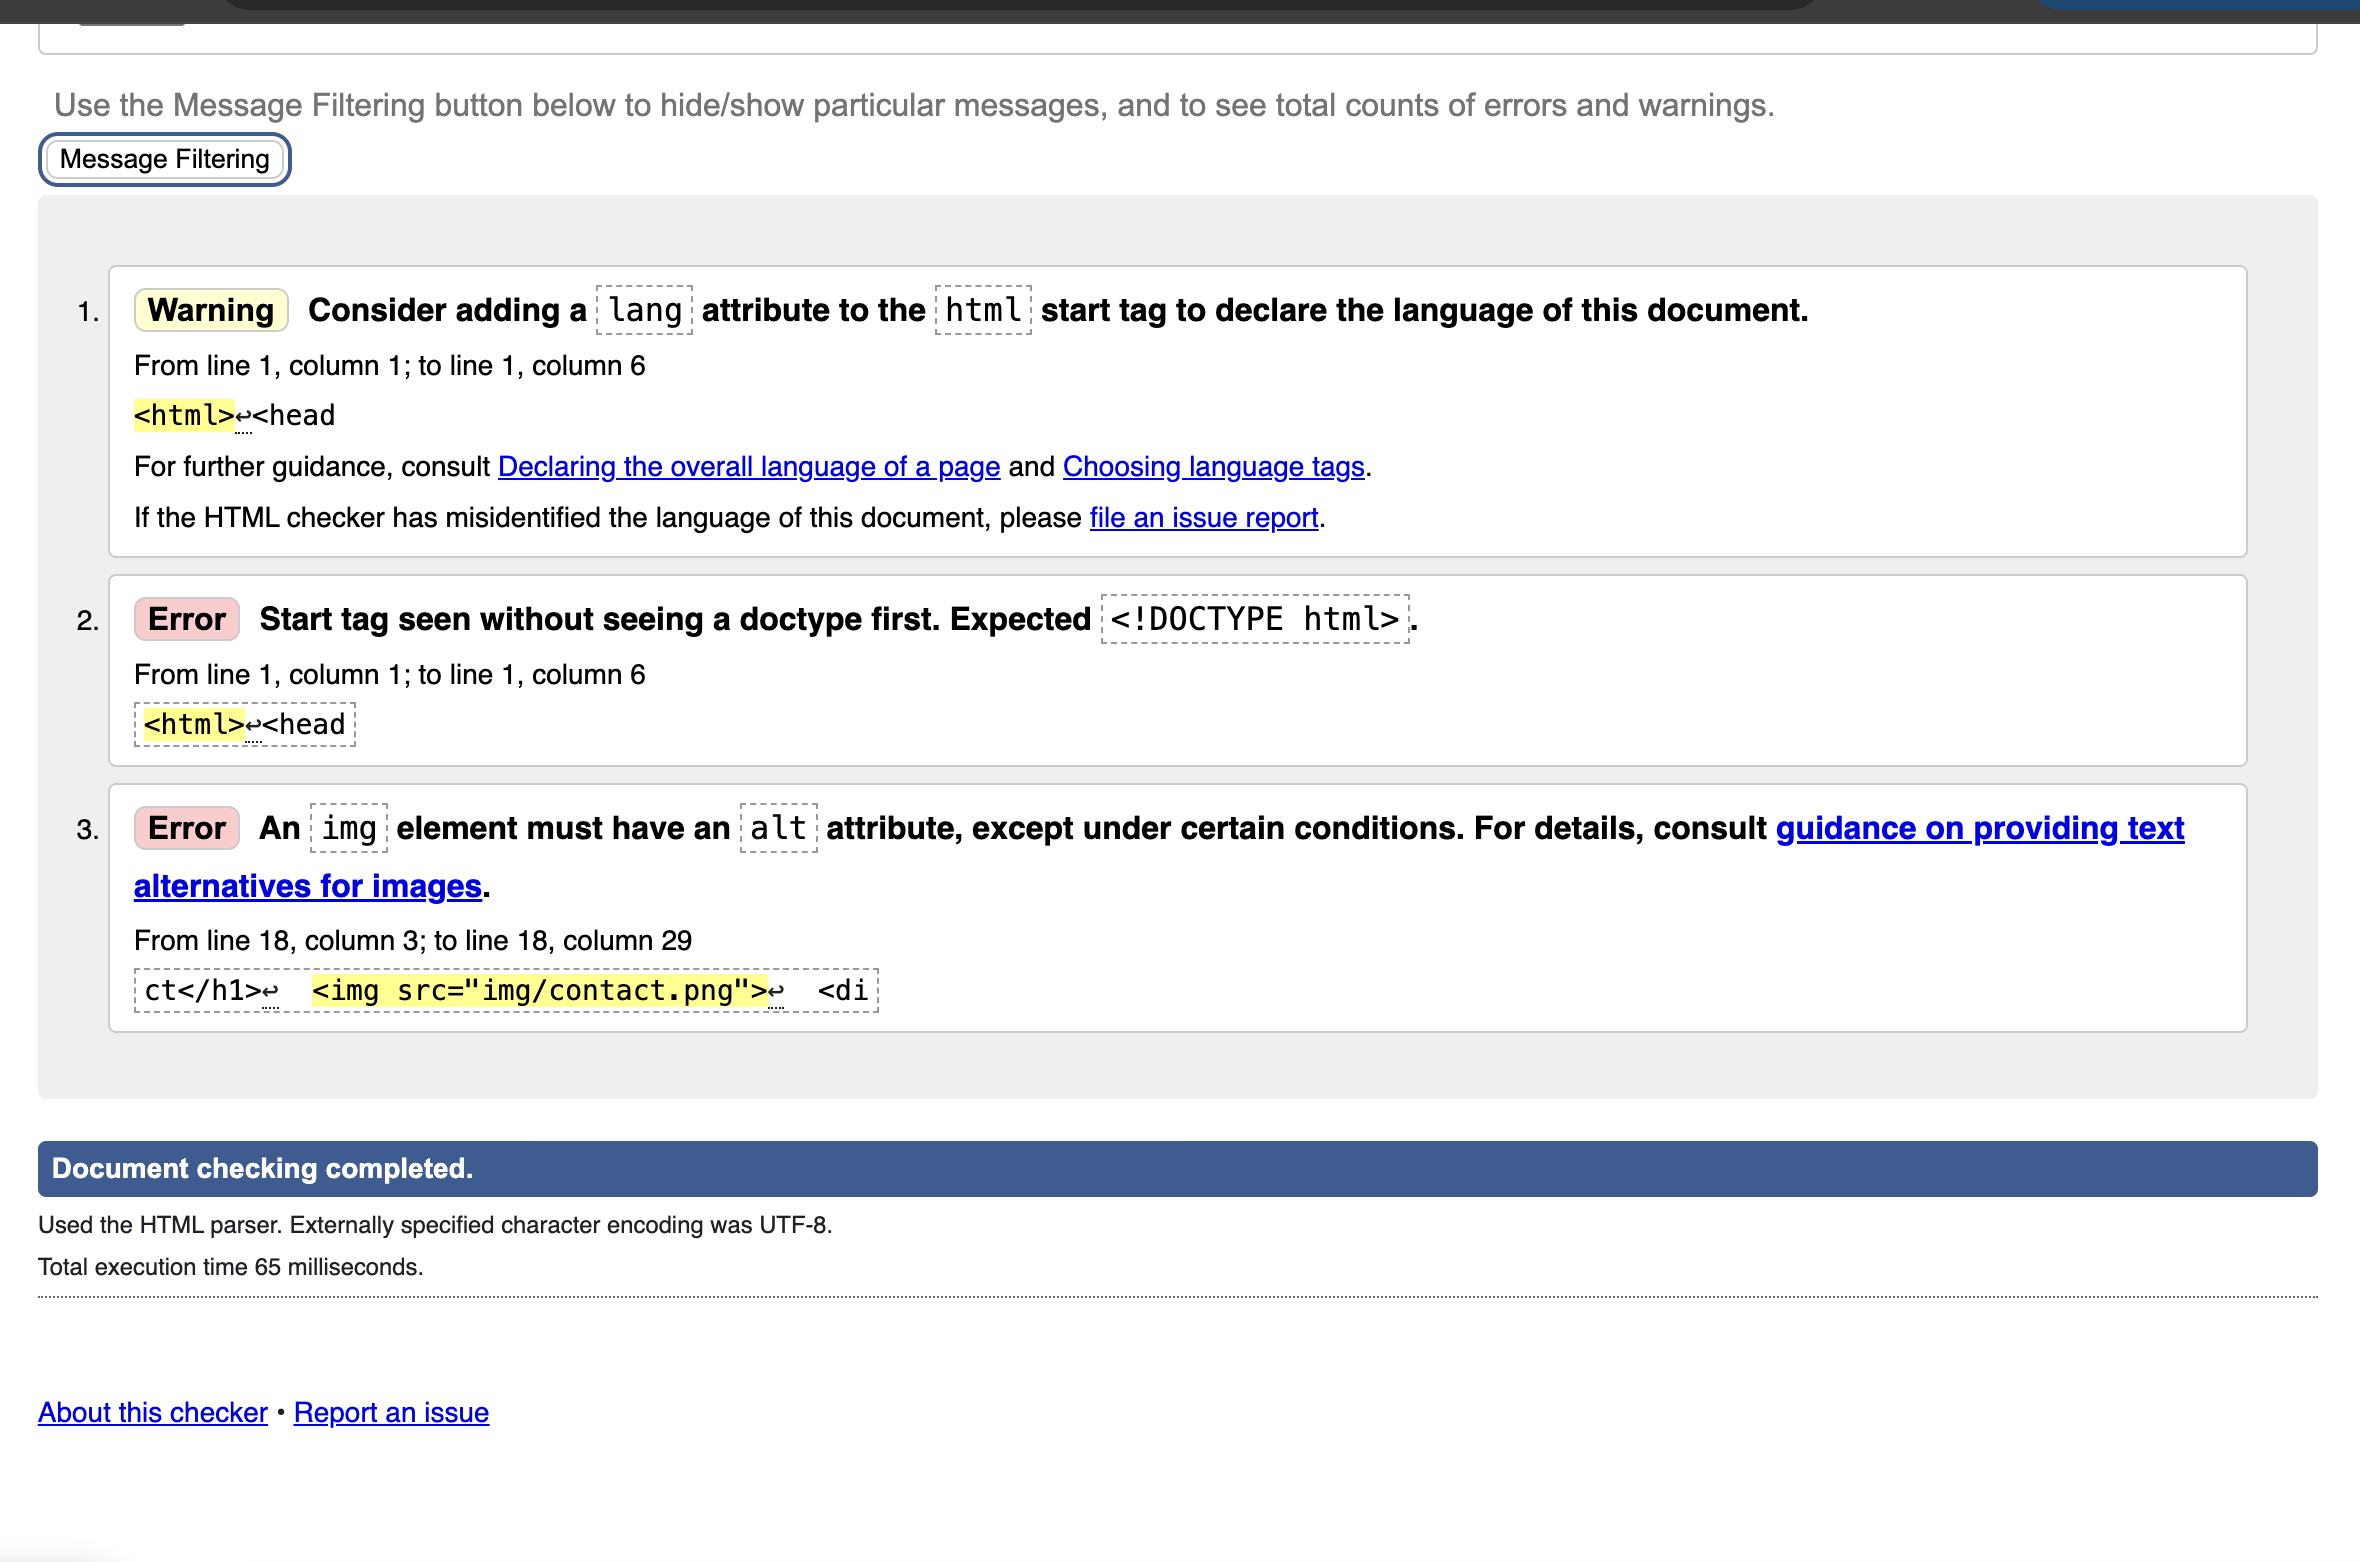 Use the Message Filtering button below to hide/show particular messages, and to see total counts of errors and warnings.
Message Filtering
1. Warning Consider adding a lang attribute to the html start tag to declare the language of this document.
From line 1, column 1; to line 1, column 6
<html>↩<head
For further guidance, consult Declaring the overall language of a page and Choosing language tags.
If the HTML checker has misidentified the language of this document, please file an issue report.
2. Error Start tag seen without seeing a doctype first. Expected <!DOCTYPE html>.
From line 1, column 1; to line 1, column 6
<html>↩<head
3. Error An img element must have an alt attribute, except under certain conditions. For details, consult guidance on providing text
alternatives for images.
From line 18, column 3; to line 18, column 29
ct</h1>↩  <img src="img/contact.png">↩  <di
Document checking completed.
Used the HTML parser. Externally specified character encoding was UTF-8.
Total execution time 65 milliseconds.
About this checker • Report an issue